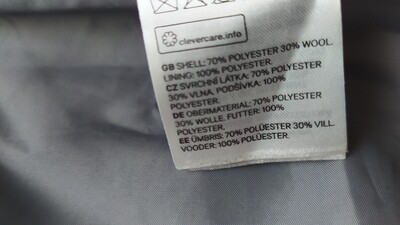 clevercare.info
GB SHELL: 70% POLYESTER 30% WOOL.
LINING: 100% POLYESTER.
CZ SVRCHNÍ LÁTKA: 70% POLYESTER
30% VLNA. PODŠÍVKA: 100%
POLYESTER.
DE OBERMATERIAL: 70% POLYESTER
30% WOLLE. FUTTER: 100%
POLYESTER.
EE ÜMBRIS: 70% POLÜESTER 30% VILL.
VOODER: 100% POLÜESTER.